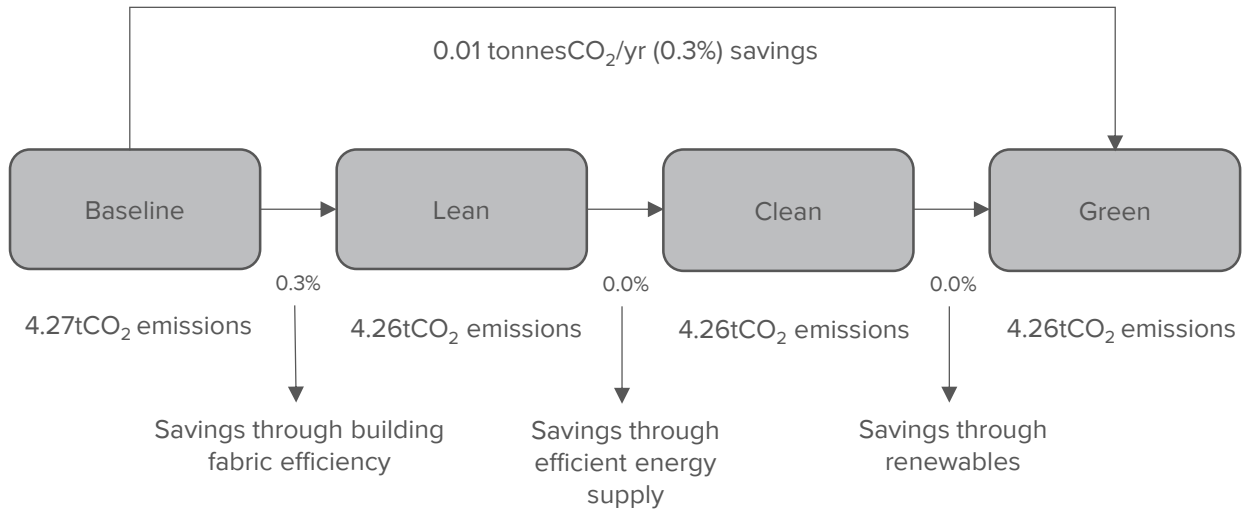 0.01 tonnesCO₂/yr (0.3%) savings
Baseline
Lean
Clean
Green
0.3%
0.0%
0.0%
4.27tCO₂ emissions
4.26tCO₂ emissions
4.26tCO₂ emissions
4.26tCO₂ emissions
Savings through building
fabric efficiency
Savings through
efficient energy
supply
Savings through
renewables